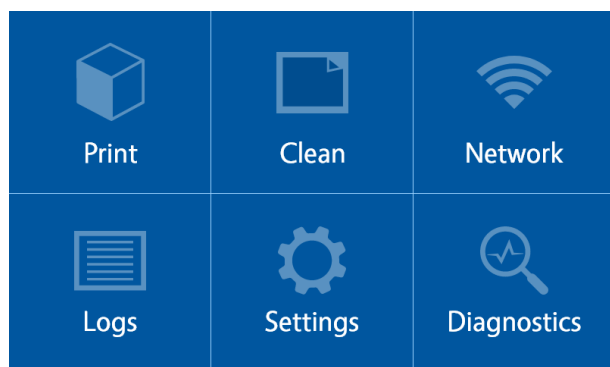 Print
Clean
Network
Logs
Settings
Diagnostics